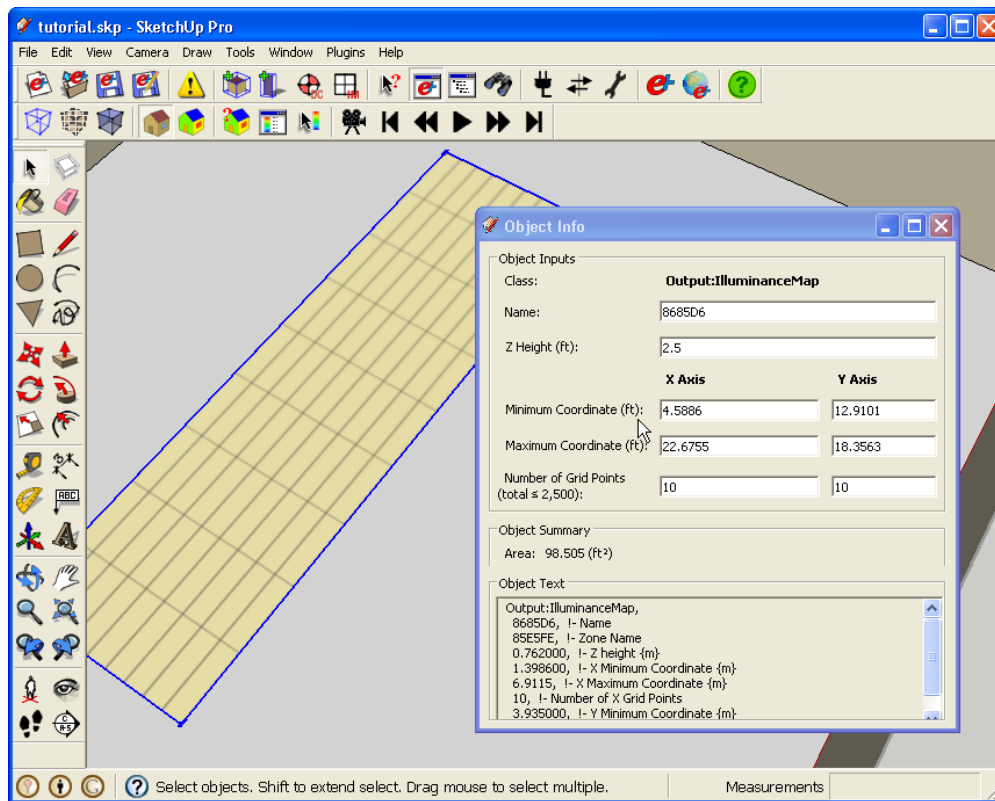 tutorial.skp - SketchUp Pro
File Edit View Camera Draw Tools Window Plugins Help
Object Info
Object Inputs
Class: Output:IlluminanceMap
Name: 8685D6
Z Height (ft): 2.5
X Axis Y Axis
Minimum Coordinate (ft): 4.5886 12.9101
Maximum Coordinate (ft): 22.6755 18.3563
Number of Grid Points
(total ≤ 2,500): 10 10
Object Summary
Area: 98.505 (ft²)
Object Text
Output:IlluminanceMap,
8685D6, !- Name
85E5FE, !- Zone Name
0.762000, !- Z height {m}
1.398600, !- X Minimum Coordinate {m}
6.9115, !- X Maximum Coordinate {m}
10, !- Number of X Grid Points
3.935000, !- Y Minimum Coordinate {m}
ABC
Select objects. Shift to extend select. Drag mouse to select multiple. Measurements